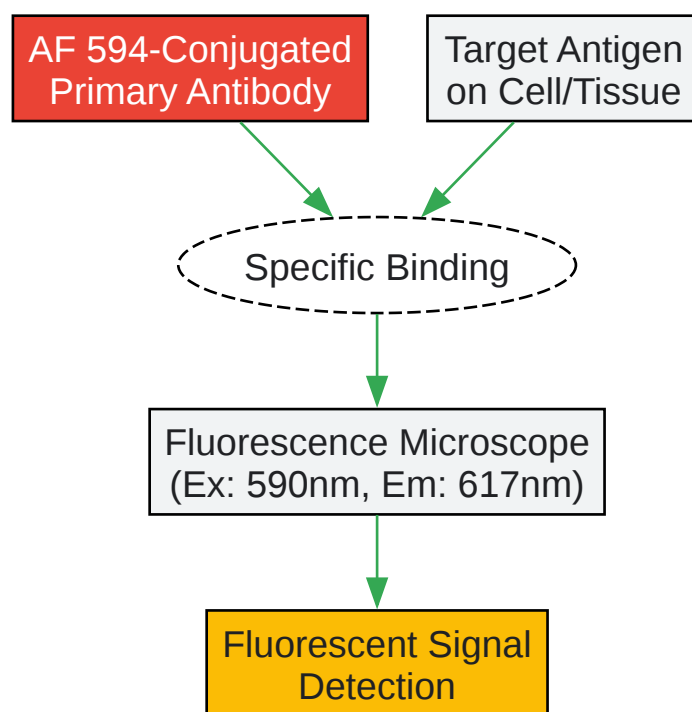 AF 594-Conjugated
Primary Antibody
Target Antigen
on Cell/Tissue
Specific Binding
Fluorescence Microscope
(Ex: 590nm, Em: 617nm)
Fluorescent Signal
Detection